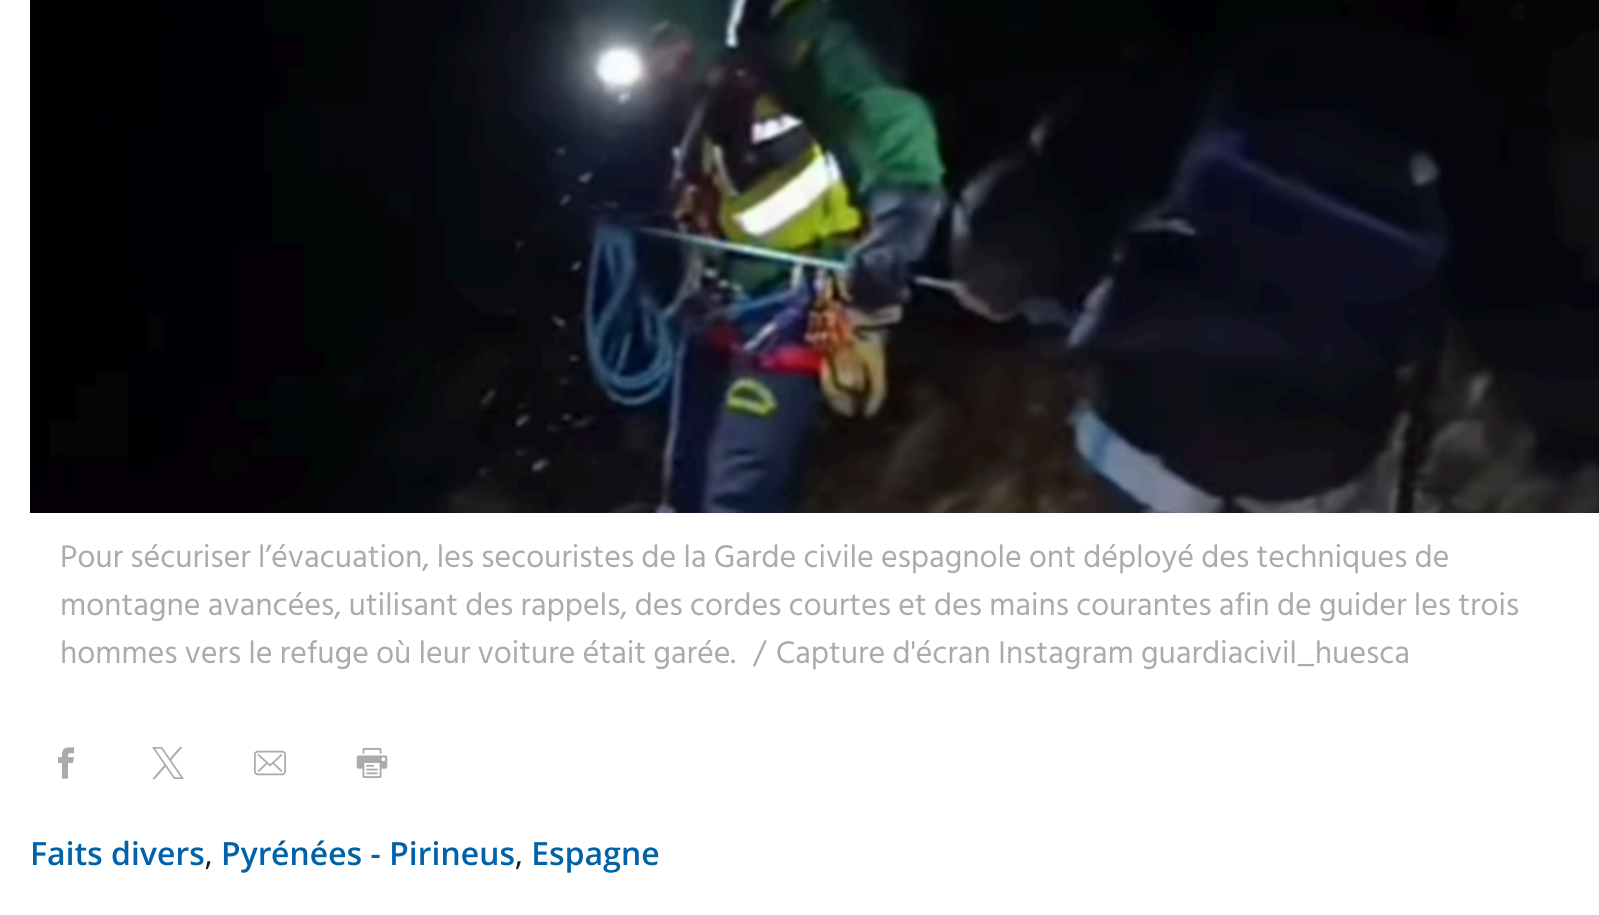 Pour sécuriser l’évacuation, les secouristes de la Garde civile espagnole ont déployé des techniques de
montagne avancées, utilisant des rappels, des cordes courtes et des mains courantes afin de guider les trois
hommes vers le refuge où leur voiture était garée. / Capture d'écran Instagram guardiacivil_huesca
Faits divers, Pyrénées - Pirineus, Espagne